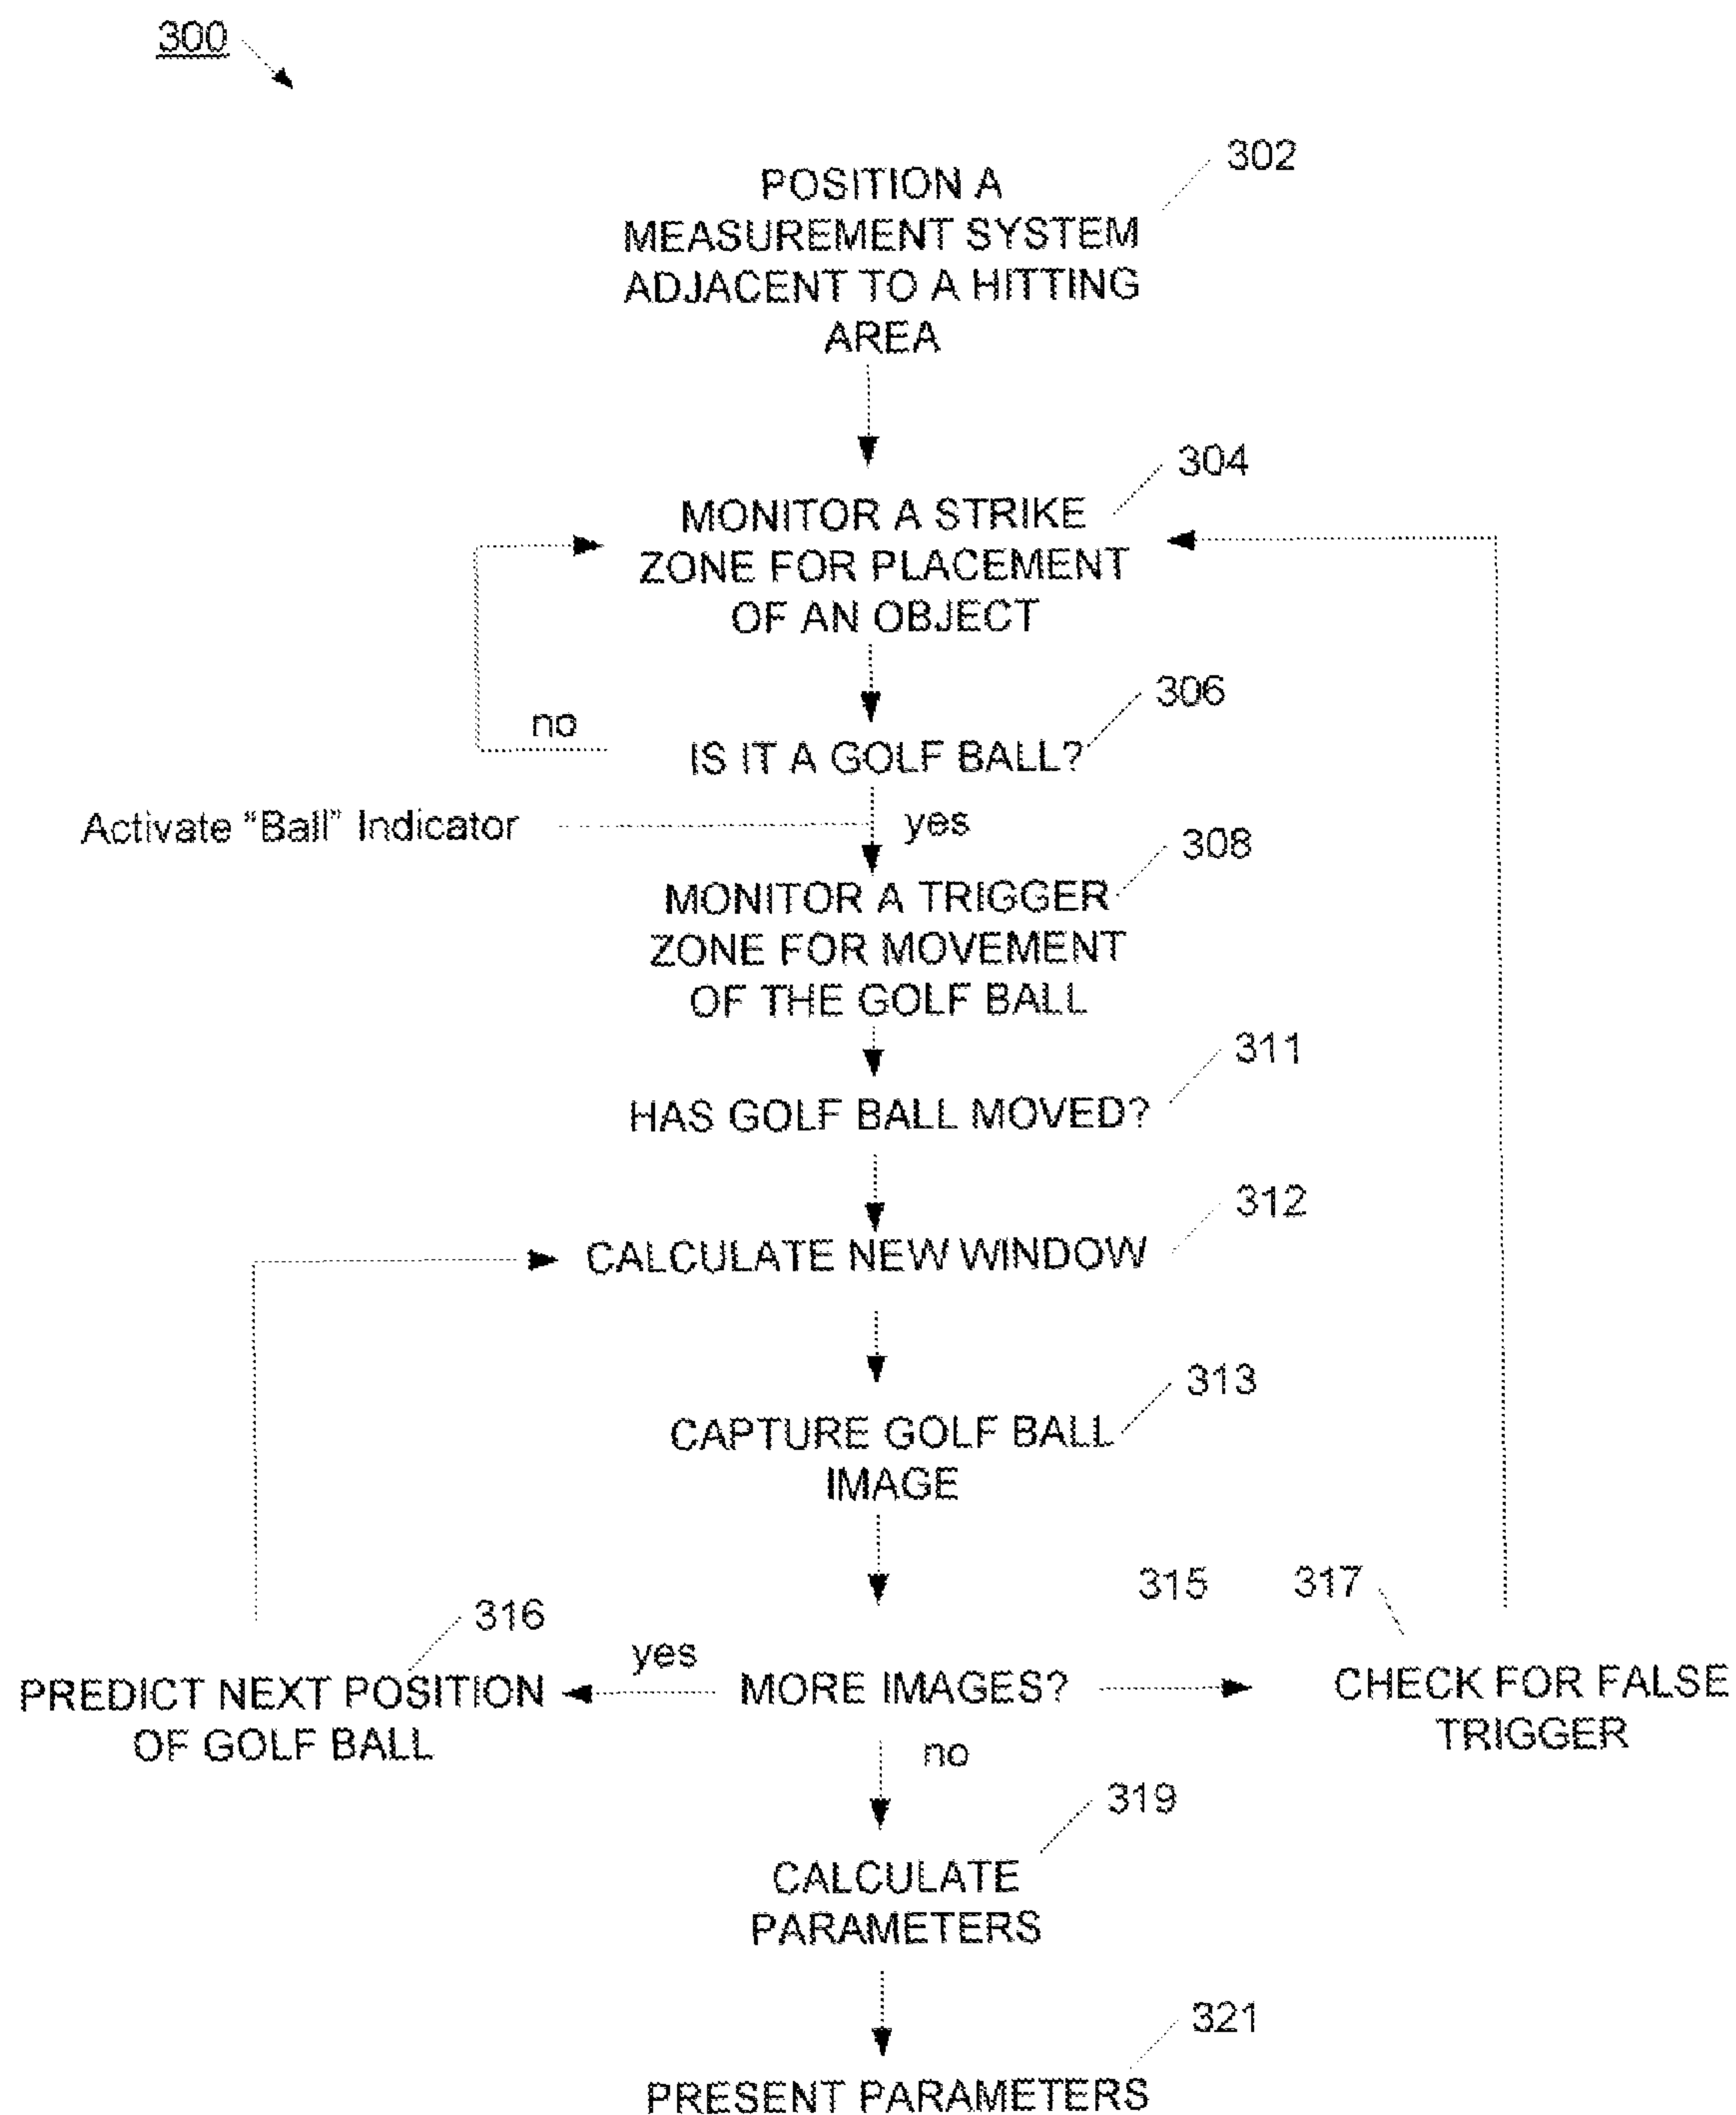 300
302
POSITION A
MEASUREMENT SYSTEM
ADJACENT TO A HITTING
AREA
304
MONITOR A STRIKE
ZONE FOR PLACEMENT
OF AN OBJECT
306
no
IS IT A GOLF BALL?
Activate "Ball" Indicator
yes
308
MONITOR A TRIGGER
ZONE FOR MOVEMENT
OF THE GOLF BALL
311
HAS GOLF BALL MOVED?
312
CALCULATE NEW WINDOW
313
CAPTURE GOLF BALL
IMAGE
315
317
316
yes
PREDICT NEXT POSITION
OF GOLF BALL
MORE IMAGES?
CHECK FOR FALSE
TRIGGER
no
319
CALCULATE
PARAMETERS
321
PRESENT PARAMETERS